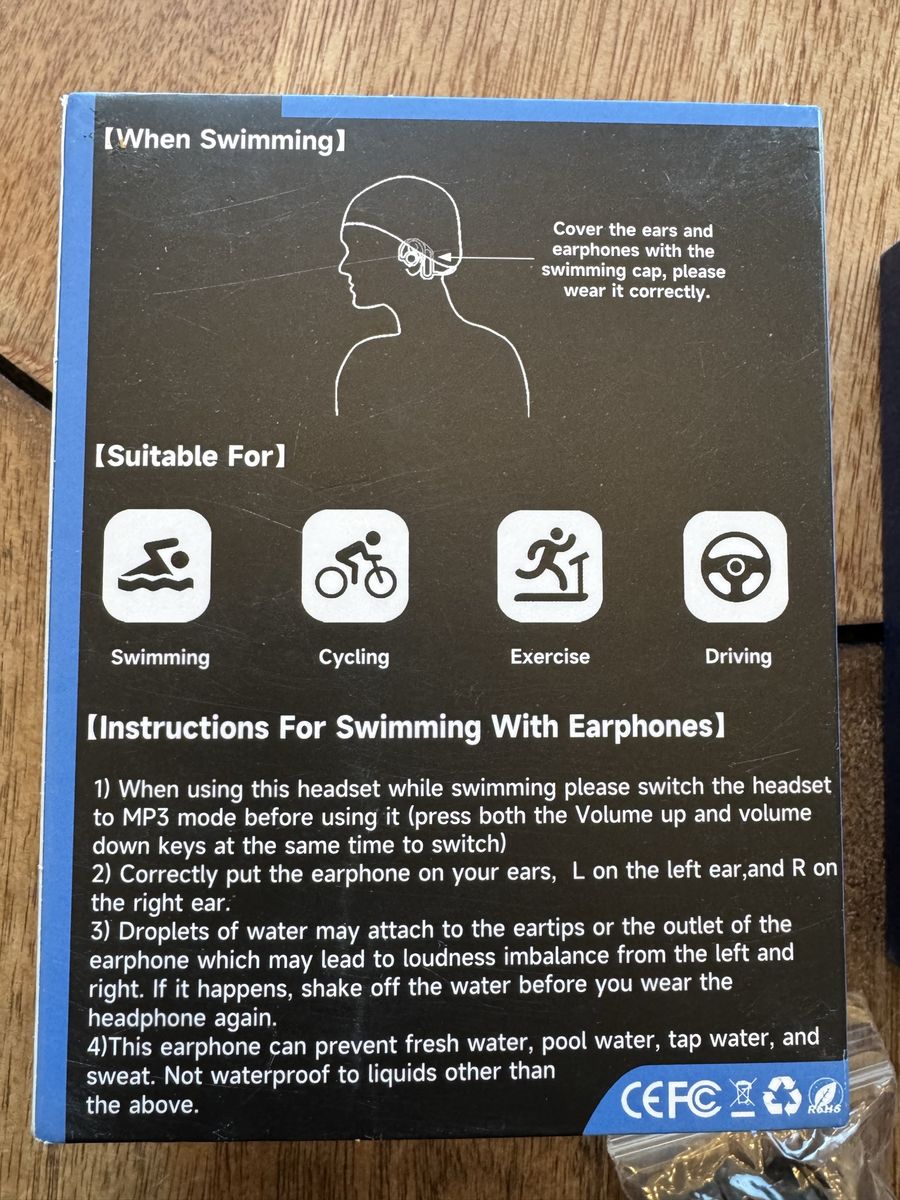 【When Swimming】
Cover the ears and
earphones with the
swimming cap, please
wear it correctly.
【Suitable For】
Swimming
Cycling
Exercise
Driving
【Instructions For Swimming With Earphones】
1) When using this headset while swimming please switch the headset
to MP3 mode before using it (press both the Volume up and volume
down keys at the same time to switch)
2) Correctly put the earphone on your ears, L on the left ear,and R on
the right ear.
3) Droplets of water may attach to the eartips or the outlet of the
earphone which may lead to loudness imbalance from the left and
right. If it happens, shake off the water before you wear the
headphone again.
4)This earphone can prevent fresh water, pool water, tap water, and
sweat. Not waterproof to liquids other than
the above.
CE FC RoHS